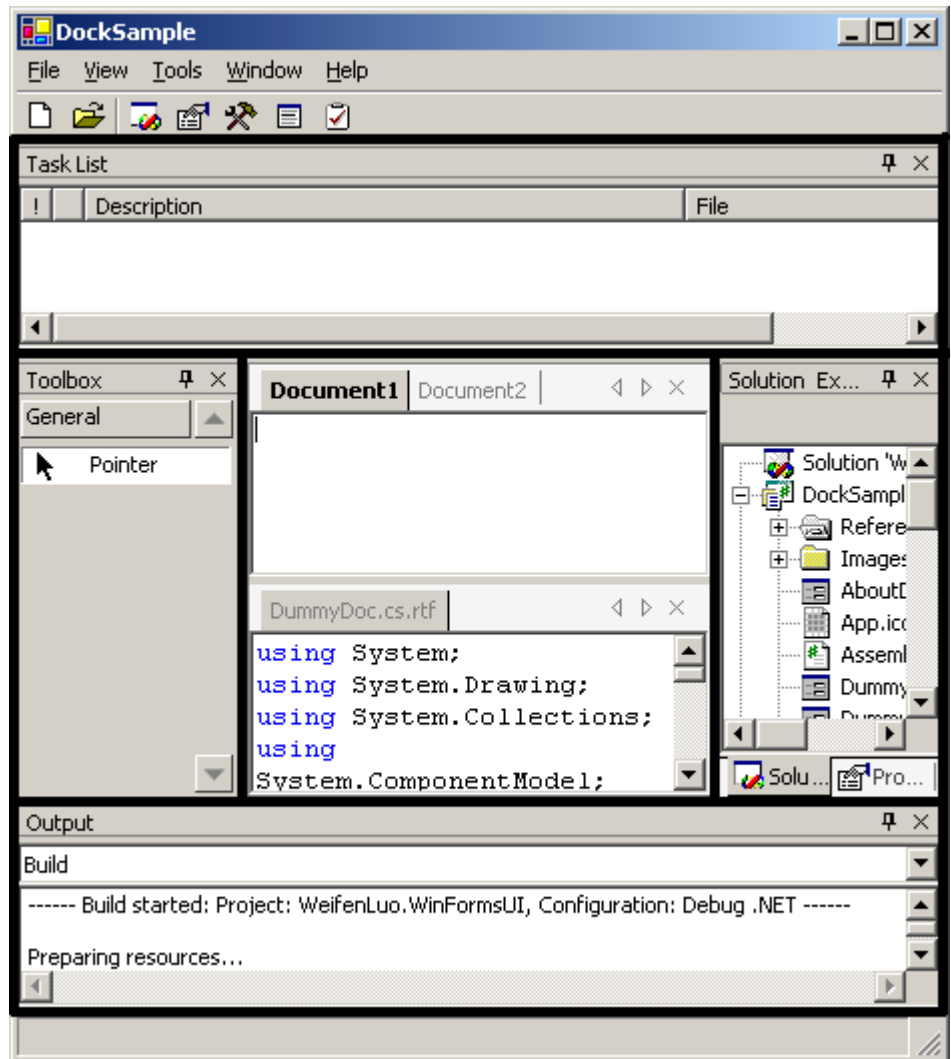 DockSample
File View Tools Window Help
Task List
! Description File
Toolbox
General
Pointer
Document1 Document2
DummyDoc.cs.rtf
using System;
using System.Drawing;
using System.Collections;
using
System.ComponentModel;
Solution Ex...
Solution 'W
DockSampl
Refere
Images
AboutD
App.ico
Asseml
Dummy
Solu... Pro...
Output
Build
------ Build started: Project: WeifenLuo.WinFormsUI, Configuration: Debug .NET ------
Preparing resources...